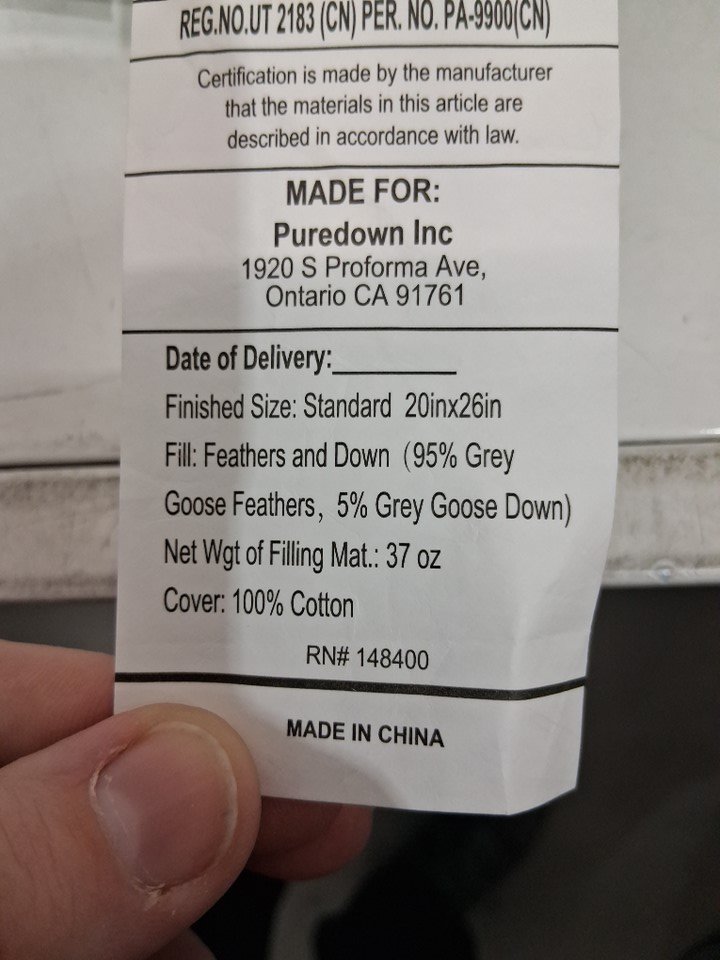 REG.NO.UT 2183 (CN) PER. NO. PA-9900(CN)
Certification is made by the manufacturer
that the materials in this article are
described in accordance with law.
MADE FOR:
Puredown Inc
1920 S Proforma Ave,
Ontario CA 91761
Date of Delivery:_________
Finished Size: Standard 20inx26in
Fill: Feathers and Down (95% Grey
Goose Feathers, 5% Grey Goose Down)
Net Wgt of Filling Mat.: 37 oz
Cover: 100% Cotton
RN# 148400
MADE IN CHINA